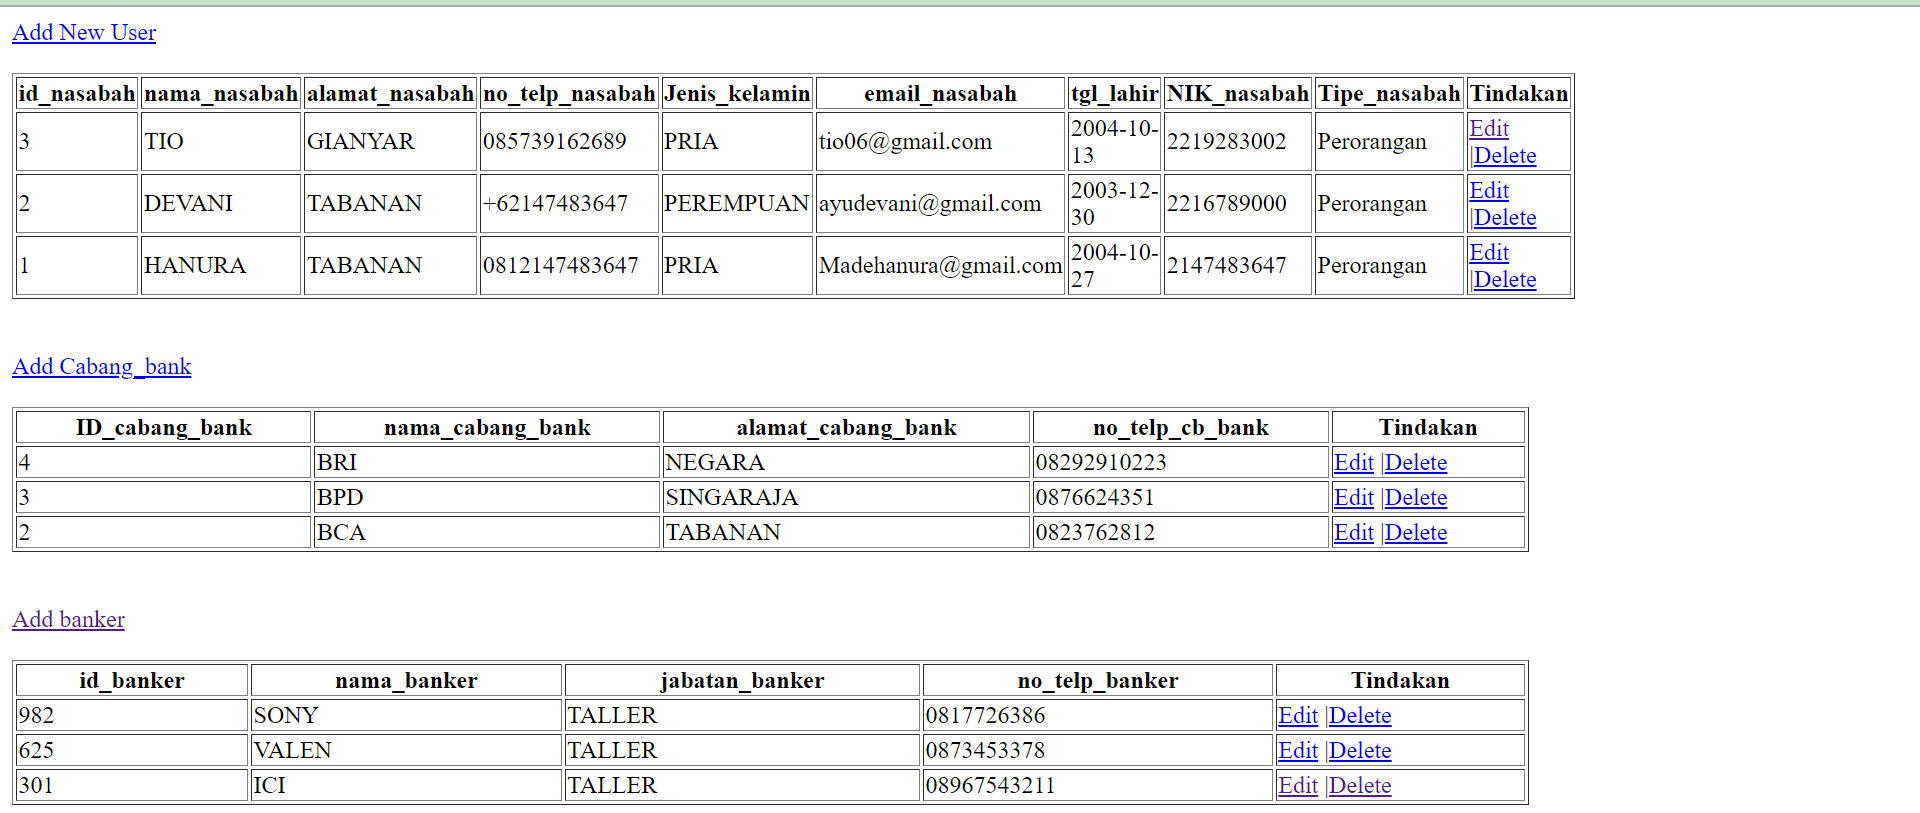 Add New User
id_nasabah nama_nasabah alamat_nasabah no_telp_nasabah Jenis_kelamin email_nasabah tgl_lahir NIK_nasabah Tipe_nasabah Tindakan
3 TIO GIANYAR 085739162689 PRIA tio06@gmail.com 2004-10-13 2219283002 Perorangan Edit |Delete
2 DEVANI TABANAN +62147483647 PEREMPUAN ayudevani@gmail.com 2003-12-30 2216789000 Perorangan Edit |Delete
1 HANURA TABANAN 0812147483647 PRIA Madehanura@gmail.com 2004-10-27 2147483647 Perorangan Edit |Delete
Add Cabang_bank
ID_cabang_bank nama_cabang_bank alamat_cabang_bank no_telp_cb_bank Tindakan
4 BRI NEGARA 08292910223 Edit |Delete
3 BPD SINGARAJA 0876624351 Edit |Delete
2 BCA TABANAN 0823762812 Edit |Delete
Add banker
id_banker nama_banker jabatan_banker no_telp_banker Tindakan
982 SONY TALLER 0817726386 Edit |Delete
625 VALEN TALLER 0873453378 Edit |Delete
301 ICI TALLER 08967543211 Edit |Delete